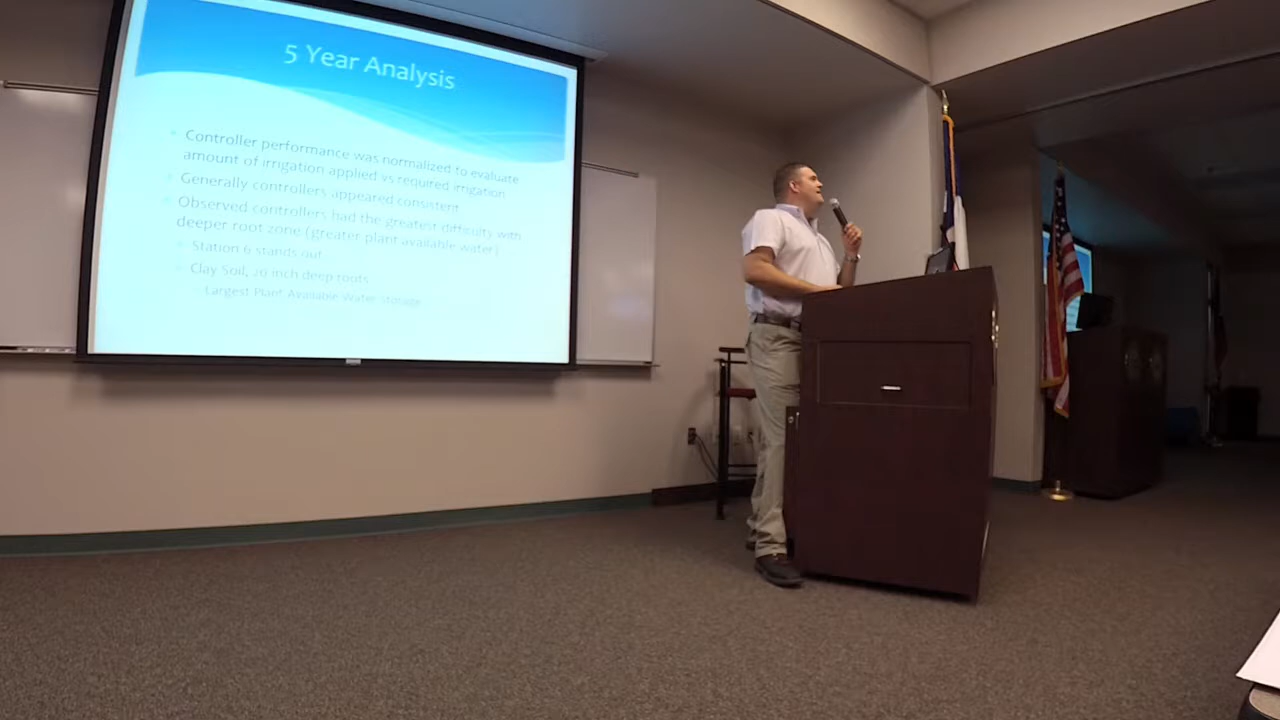 5 Year Analysis
Controller performance was normalized to evaluate
amount of irrigation applied vs required irrigation
Generally controllers appeared consistent
Observed controllers had the greatest difficulty with
deeper root zone (greater plant available water)
Station 6 stands out
Clay Soil, 20 inch deep roots
Largest Plant Available Water Storage